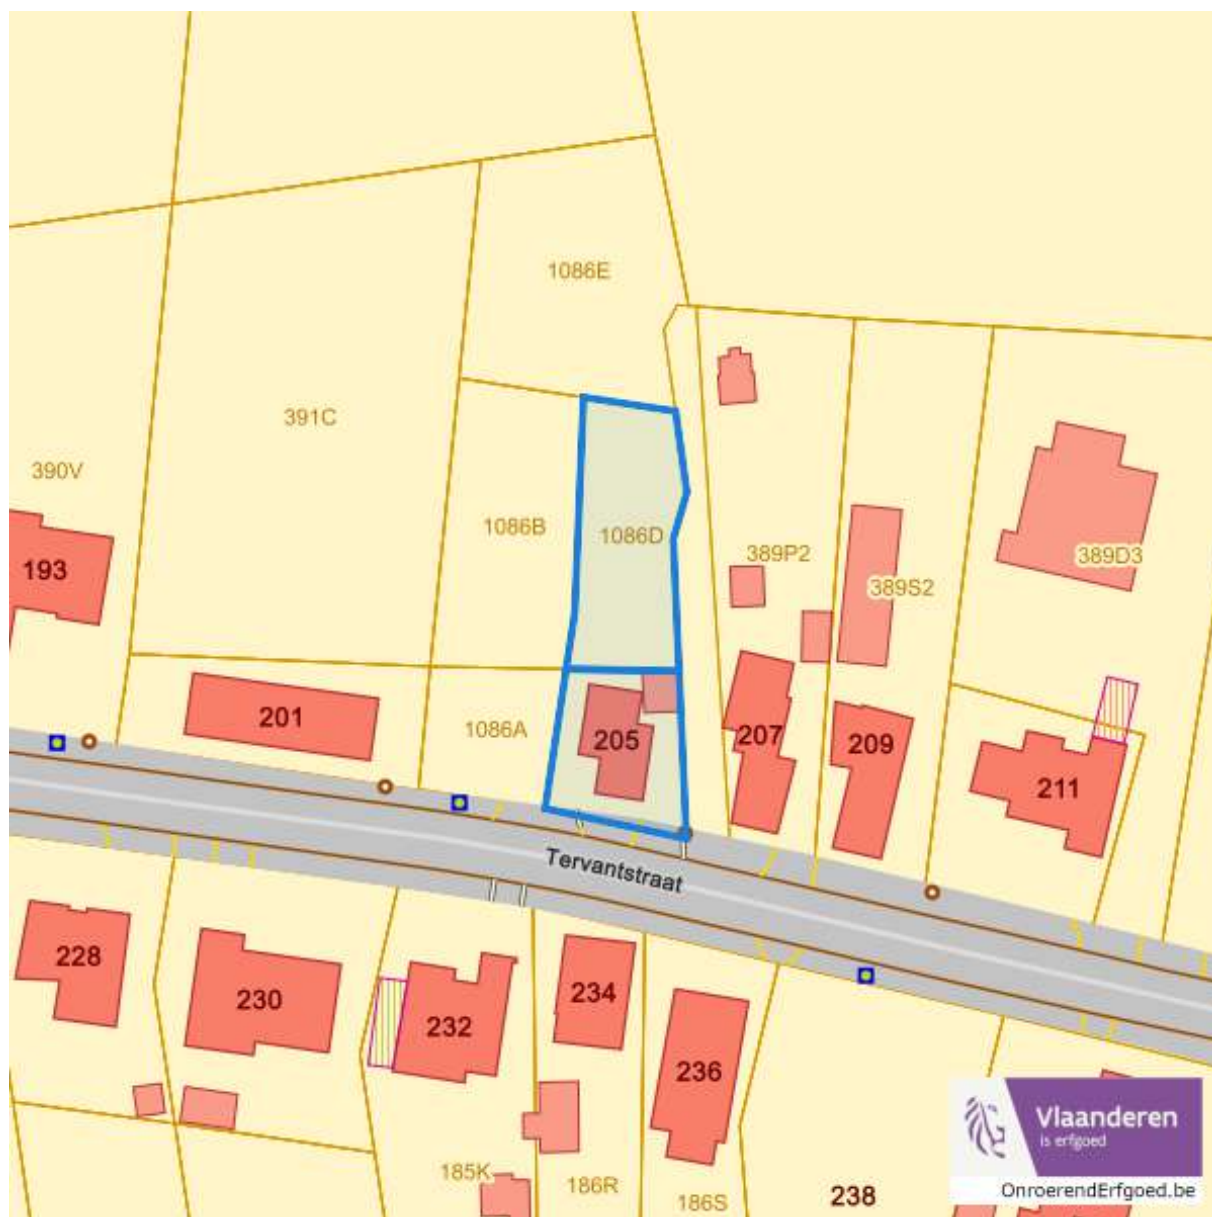 1086E
391C
390V
1086B
1086D
389P2
389D3
389S2
193
201
1086A
205
207
209
211
Tervantstraat
228
230
232
234
236
185K
186R
186S
238
Vlaanderen
is erfgoed
OnroerendErfgoed.be